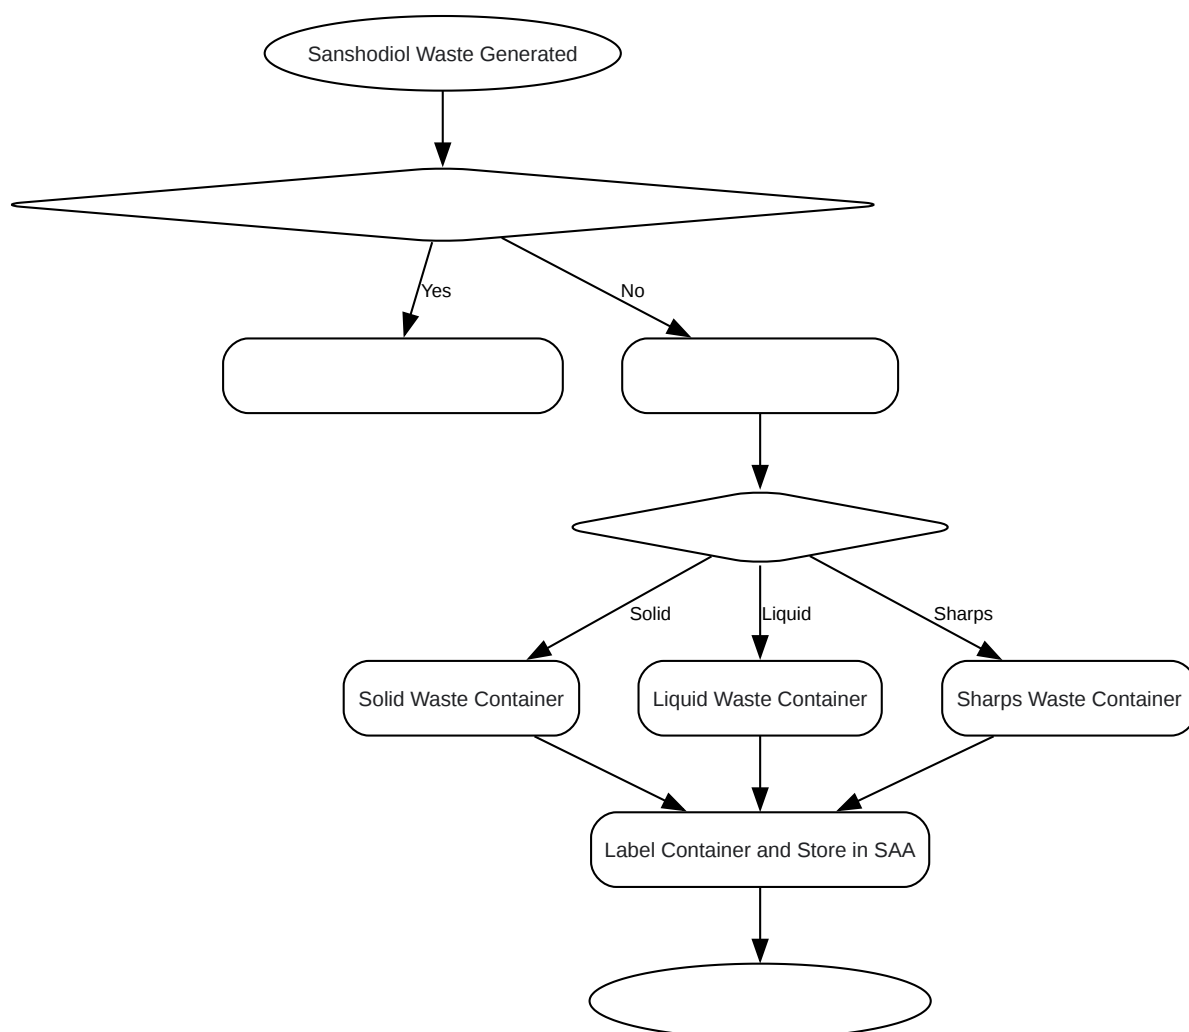 Sanshodiol Waste Generated
Yes
No
Solid
Liquid
Sharps
Solid Waste Container
Liquid Waste Container
Sharps Waste Container
Label Container and Store in SAA